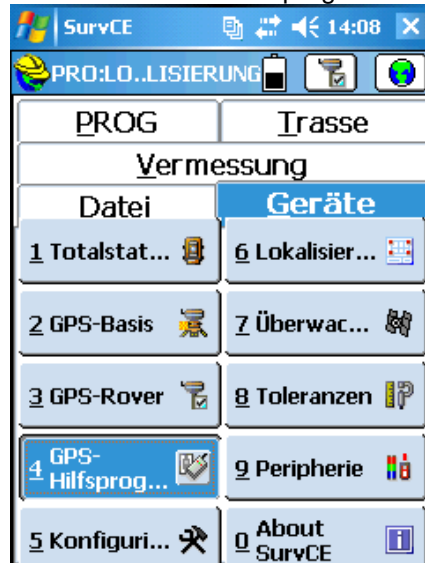 SurvCE 14:08
PRO:LO..LISIERUNG
PROG Trasse
Vermessung
Datei Geräte
1 Totalstat... 6 Lokalisier...
2 GPS-Basis 7 Überwac...
3 GPS-Rover 8 Toleranzen
4 GPS-
Hilfsprog... 9 Peripherie
5 Konfiguri... 0 About
SurvCE